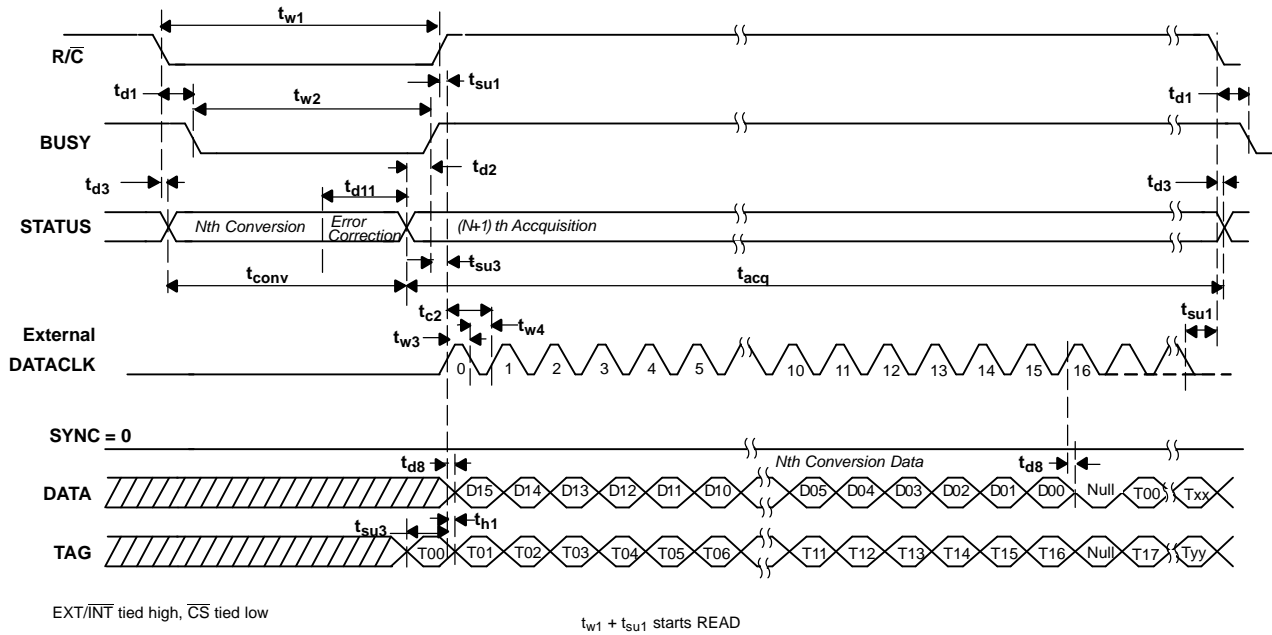 tw1
R/C
tsu1
td1
tw2
td1
BUSY
td2
td3
td11
td3
STATUS
Nth Conversion
Error Correction
(N+1)th Accquisition
tsu3
tconv
tacq
tc2
tsu1
External
tw3
tw4
DATACLK
0 1 2 3 4 5 10 11 12 13 14 15 16
SYNC = 0
td8
Nth Conversion Data
td8
DATA
D15 D14 D13 D12 D11 D10 D05 D04 D03 D02 D01 D00 Null T00 Txx
tsu3
th1
TAG
T00 T01 T02 T03 T04 T05 T06 T11 T12 T13 T14 T15 T16 Null T17 Tyy
EXT/INT tied high, CS tied low
tw1 + tsu1 starts READ